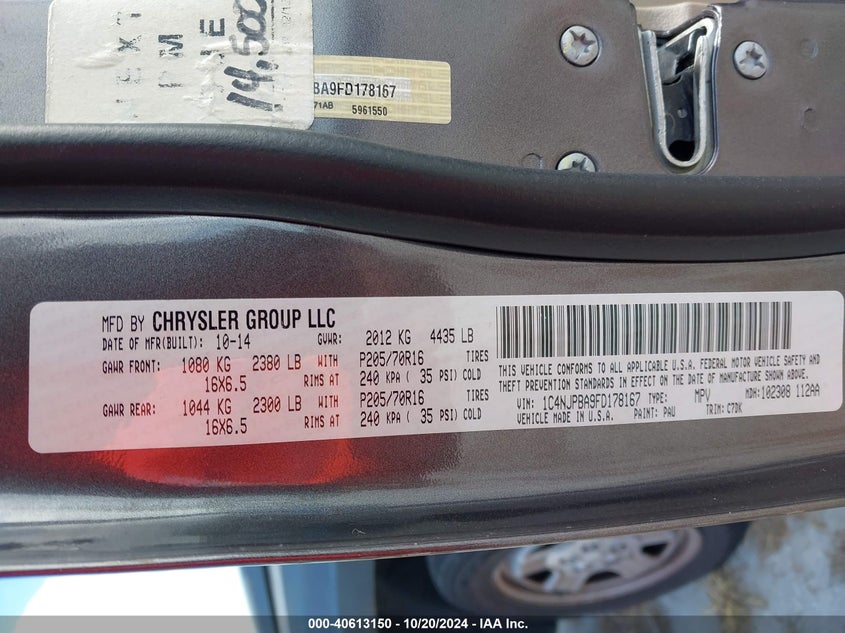 14,500
BA9FD178167
71AB 5961550
MFD BY CHRYSLER GROUP LLC
DATE OF MFR(BUILT): 10-14 GVWR: 2012 KG 4435 LB
GAWR FRONT: 1080 KG 2380 LB WITH P205/70R16 TIRES
16X6.5 RIMS AT 240 KPA ( 35 PSI) COLD
GAWR REAR: 1044 KG 2300 LB WITH P205/70R16 TIRES
16X6.5 RIMS AT 240 KPA ( 35 PSI) COLD
THIS VEHICLE CONFORMS TO ALL APPLICABLE U.S.A. FEDERAL MOTOR VEHICLE SAFETY AND
THEFT PREVENTION STANDARDS IN EFFECT ON THE DATE OF MANUFACTURE SHOWN ABOVE.
VIN: 1C4NJPBA9FD178167 TYPE: MPV MDH:102308 112AA
VEHICLE MADE IN U.S.A. PAINT: PAU TRIM: C7DK
000-40613150 - 10/20/2024 - IAA Inc.